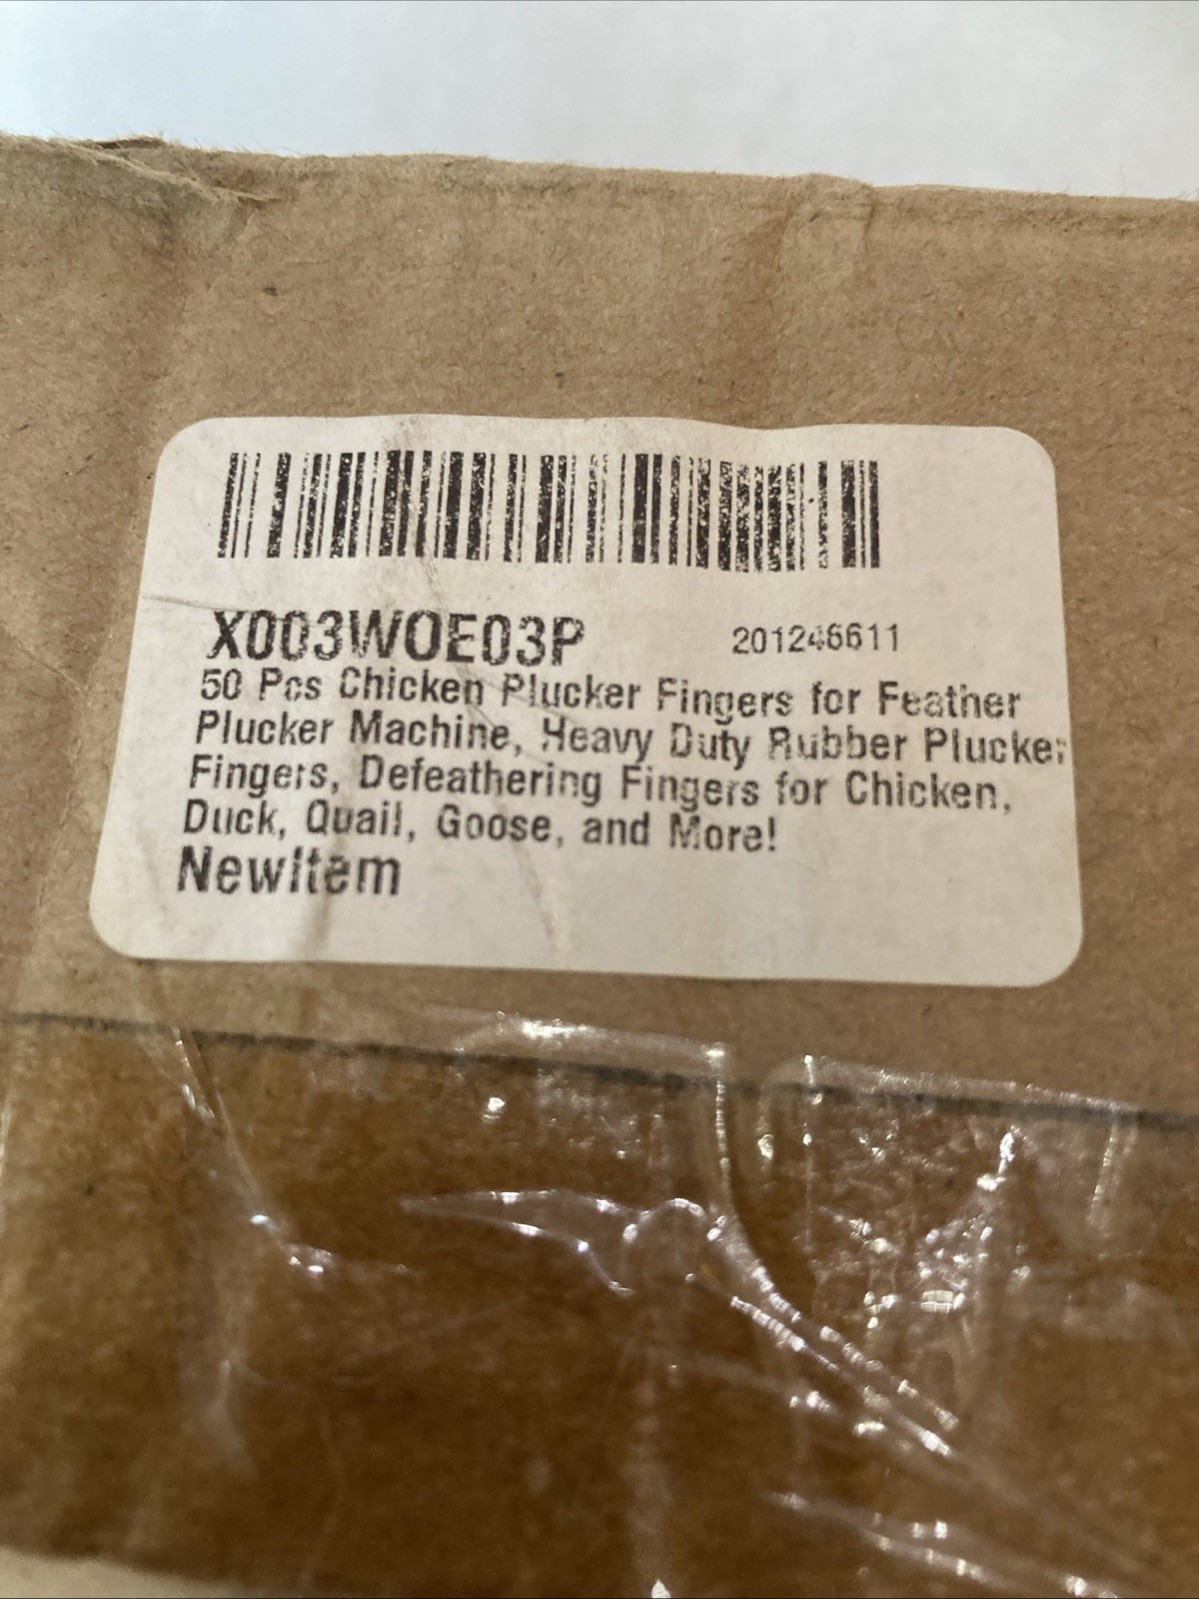 X003WOE03P 201246611
50 Pcs Chicken Plucker Fingers for Feather
Plucker Machine, Heavy Duty Rubber Plucker
Fingers, Defeathering Fingers for Chicken,
Duck, Quail, Goose, and More!
NewItem